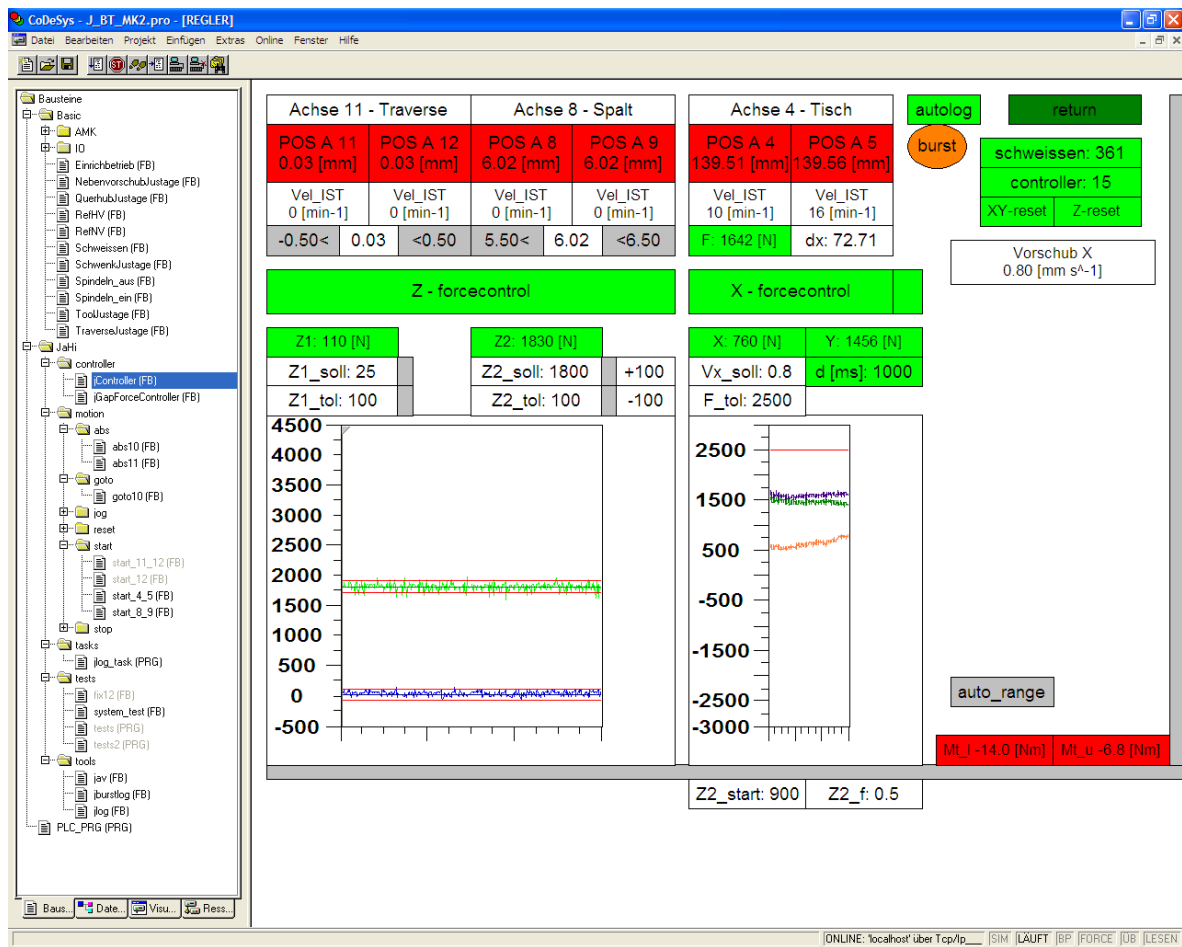 CoDeSys - J_BT_MK2.pro - [REGLER]
Datei Bearbeiten Projekt Einfügen Extras Online Fenster Hilfe
Bausteine
Basic
AMK
IO
Einrichbetrieb (FB)
NebenvorschubJustage (FB)
QuerhubJustage (FB)
RefHV (FB)
RefNV (FB)
Schweissen (FB)
SchwenkJustage (FB)
Spindeln_aus (FB)
Spindeln_ein (FB)
ToolJustage (FB)
TraverseJustage (FB)
JaHi
controller
jController (FB)
jGapForceController (FB)
motion
abs
abs10 (FB)
abs11 (FB)
goto
goto10 (FB)
jog
reset
start
start_11_12 (FB)
start_12 (FB)
start_4_5 (FB)
start_8_9 (FB)
stop
tasks
jlog_task (PRG)
tests
fix12 (FB)
system_test (FB)
tests (PRG)
tests2 (PRG)
tools
jav (FB)
jburstlog (FB)
jlog (FB)
PLC_PRG (PRG)
Baus... Date... Visu... Ress...
Achse 11 - Traverse Achse 8 - Spalt Achse 4 - Tisch autolog return
POS A 11 POS A 12 POS A 8 POS A 9 POS A 4 POS A 5 burst
0.03 [mm] 0.03 [mm] 6.02 [mm] 6.02 [mm] 139.51 [mm] 139.56 [mm]
schweissen: 361
controller: 15
XY-reset Z-reset
Vel_IST Vel_IST Vel_IST Vel_IST Vel_IST Vel_IST
0 [min-1] 0 [min-1] 0 [min-1] 0 [min-1] 10 [min-1] 16 [min-1]
-0.50< 0.03 <0.50 5.50< 6.02 <6.50 F: 1642 [N] dx: 72.71
Vorschub X
0.80 [mm s^-1]
Z - forcecontrol X - forcecontrol
Z1: 110 [N] Z2: 1830 [N] X: 760 [N] Y: 1456 [N]
Z1_soll: 25 Z2_soll: 1800 +100 Vx_soll: 0.8 d [ms]: 1000
Z1_tol: 100 Z2_tol: 100 -100 F_tol: 2500
4500
4000
3500
3000
2500
2000
1500
1000
500
0
-500
2500
1500
500
-500
-1500
-2500
-3000
auto_range
Mt_l -14.0 [Nm] Mt_u -6.8 [Nm]
Z2_start: 900 Z2_f: 0.5
ONLINE: 'localhost' über Tcp/Ip___ SIM LÄUFT BP FORCE ÜB LESEN